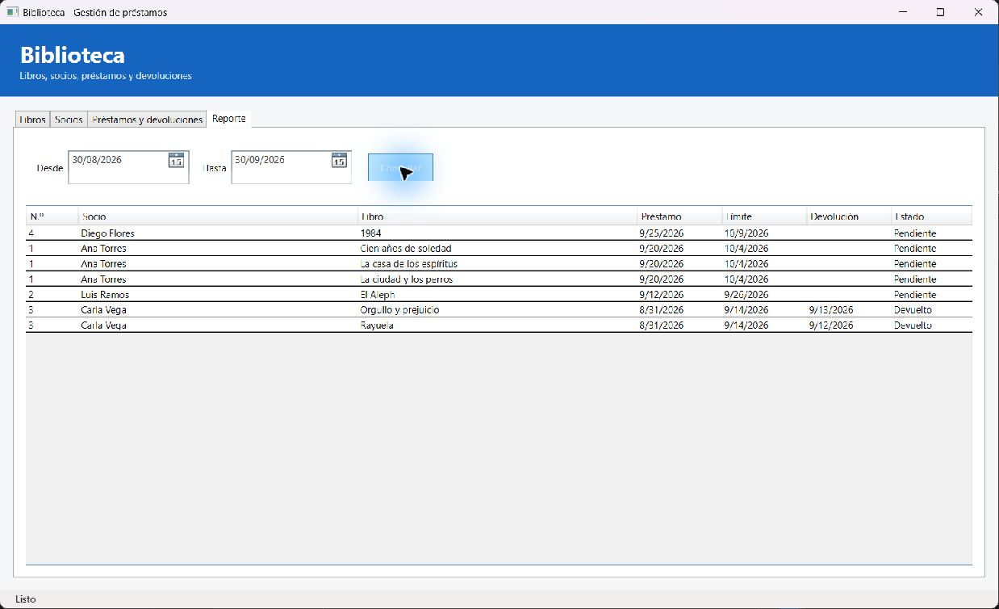 Biblioteca - Gestión de préstamos
Biblioteca
Libros, socios, préstamos y devoluciones
Libros Socios Préstamos y devoluciones Reporte
Desde 30/08/2026 15 Hasta 30/09/2026 15
N.º Socio Libro Préstamo Límite Devolución Estado
4 Diego Flores 1984 9/25/2026 10/9/2026 Pendiente
1 Ana Torres Cien años de soledad 9/20/2026 10/4/2026 Pendiente
1 Ana Torres La casa de los espíritus 9/20/2026 10/4/2026 Pendiente
1 Ana Torres La ciudad y los perros 9/20/2026 10/4/2026 Pendiente
2 Luis Ramos El Aleph 9/12/2026 9/26/2026 Pendiente
3 Carla Vega Orgullo y prejuicio 8/31/2026 9/14/2026 9/13/2026 Devuelto
3 Carla Vega Rayuela 8/31/2026 9/14/2026 9/12/2026 Devuelto
Listo